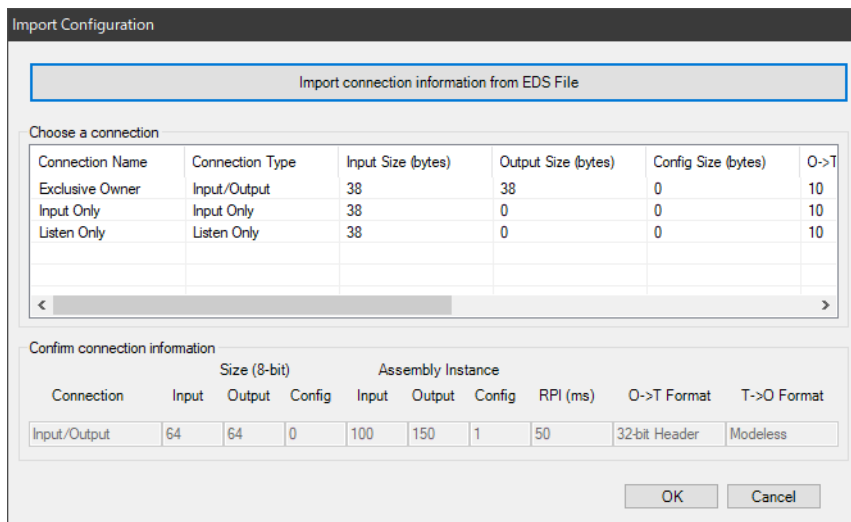 Import Configuration
Import connection information from EDS File
Choose a connection
Connection Name Connection Type Input Size (bytes) Output Size (bytes) Config Size (bytes) O->T
Exclusive Owner Input/Output 38 38 0 10
Input Only Input Only 38 0 0 10
Listen Only Listen Only 38 0 0 10
Confirm connection information
Size (8-bit) Assembly Instance
Connection Input Output Config Input Output Config RPI (ms) O->T Format T->O Format
Input/Output 64 64 0 100 150 1 50 32-bit Header Modeless
OK Cancel